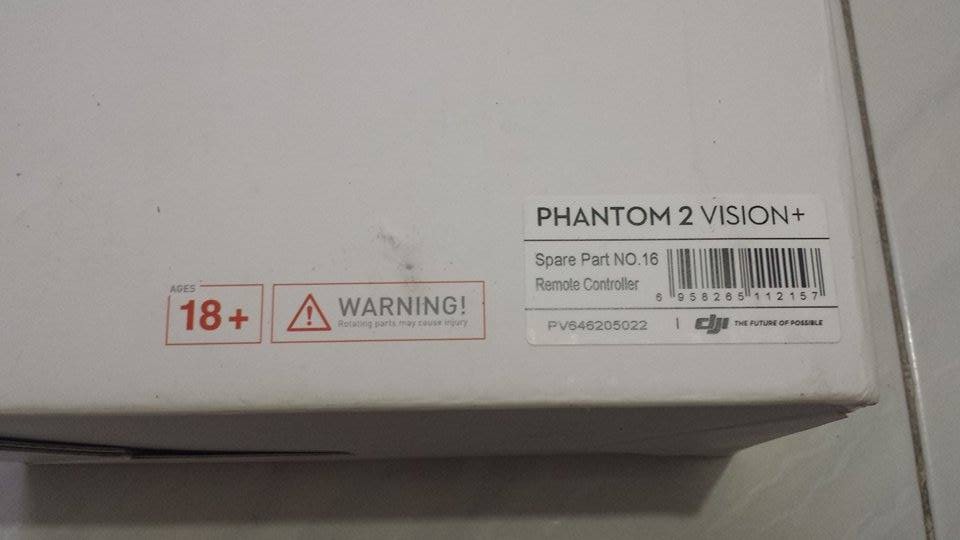 AGES
18+
WARNING!
Rotating parts may cause injury
PHANTOM 2 VISION+
Spare Part NO.16
Remote Controller
6 958265 112157
PV646205022 | dji THE FUTURE OF POSSIBLE